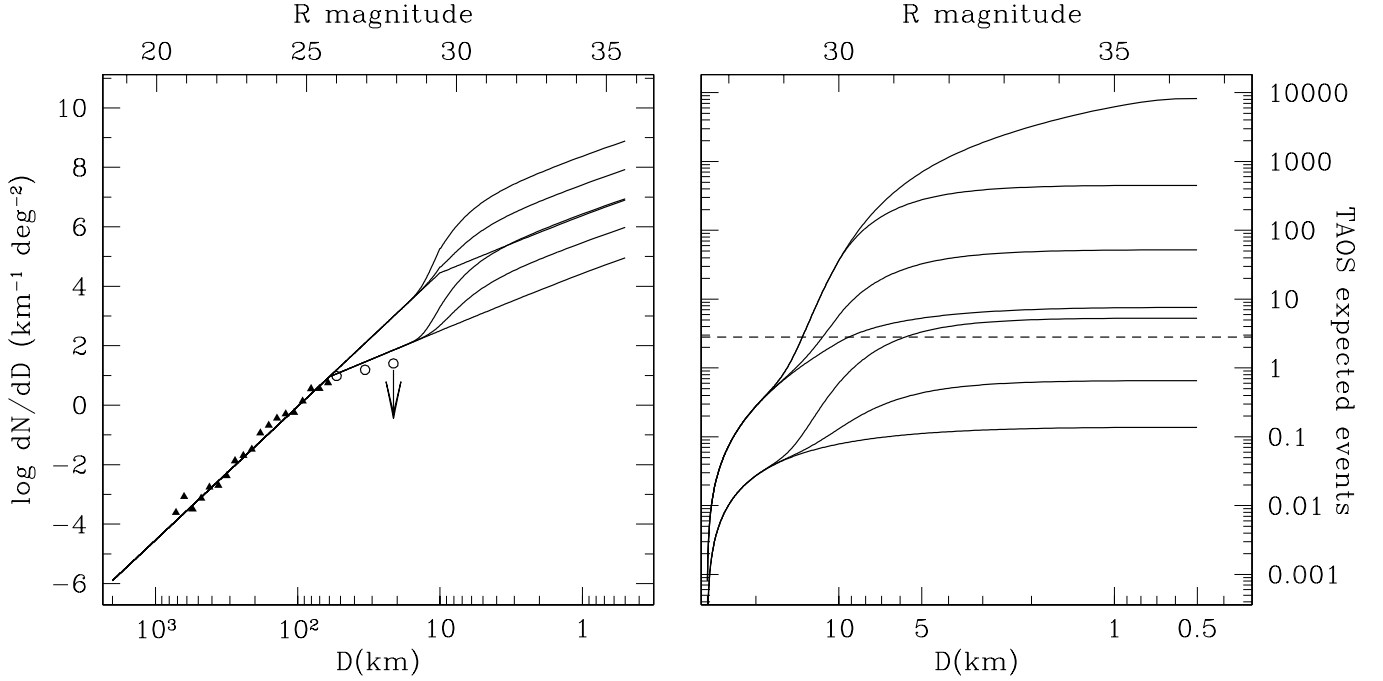 R magnitude
20 25 30 35
10
8
6
4
2
0
−2
−4
−6
log dN/dD (km⁻¹ deg⁻²)
10³ 10² 10 1
D(km)
R magnitude
30 35
10000
1000
100
10
1
0.1
0.01
0.001
TAOS expected events
10 5 1 0.5
D(km)